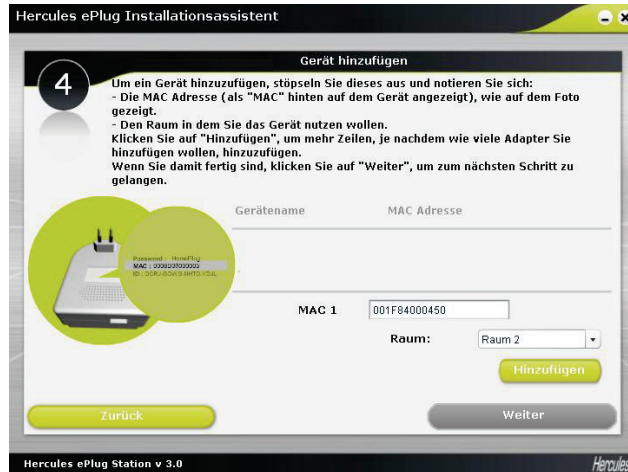 Hercules ePlug Installationsassistent
Gerät hinzufügen
4
Um ein Gerät hinzuzufügen, stöpseln Sie
dieses aus und notieren Sie sich:
- Die MAC Adresse (als "MAC" hinten auf
dem Gerät angezeigt), wie auf dem Foto
gezeigt.
- Den Raum in dem Sie das Gerät nutzen
wollen.
Klicken Sie auf "Hinzufügen", um mehr Zeilen, je nachdem wie viele Adapter Sie
hinzufügen wollen, hinzuzufügen.
Wenn Sie damit fertig sind, klicken Sie auf "Weiter", um zum nächsten Schritt zu
gelangen.
Gerätename MAC Adresse
Password : HomePlug
MAC :
ID :
MAC 1 001F84000450
Raum: Raum 2
Hinzufügen
Zurück Weiter
Hercules ePlug Station v 3.0 Hercules